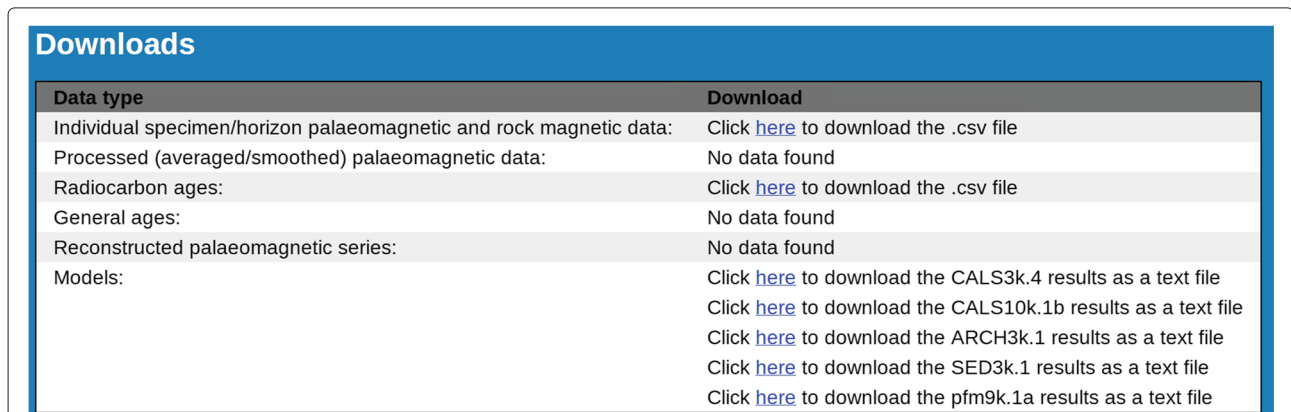 Downloads
Data type Download
Individual specimen/horizon palaeomagnetic and rock magnetic data: Click here to download the .csv file
Processed (averaged/smoothed) palaeomagnetic data: No data found
Radiocarbon ages: Click here to download the .csv file
General ages: No data found
Reconstructed palaeomagnetic series: No data found
Models: Click here to download the CALS3k.4 results as a text file
Click here to download the CALS10k.1b results as a text file
Click here to download the ARCH3k.1 results as a text file
Click here to download the SED3k.1 results as a text file
Click here to download the pfm9k.1a results as a text file